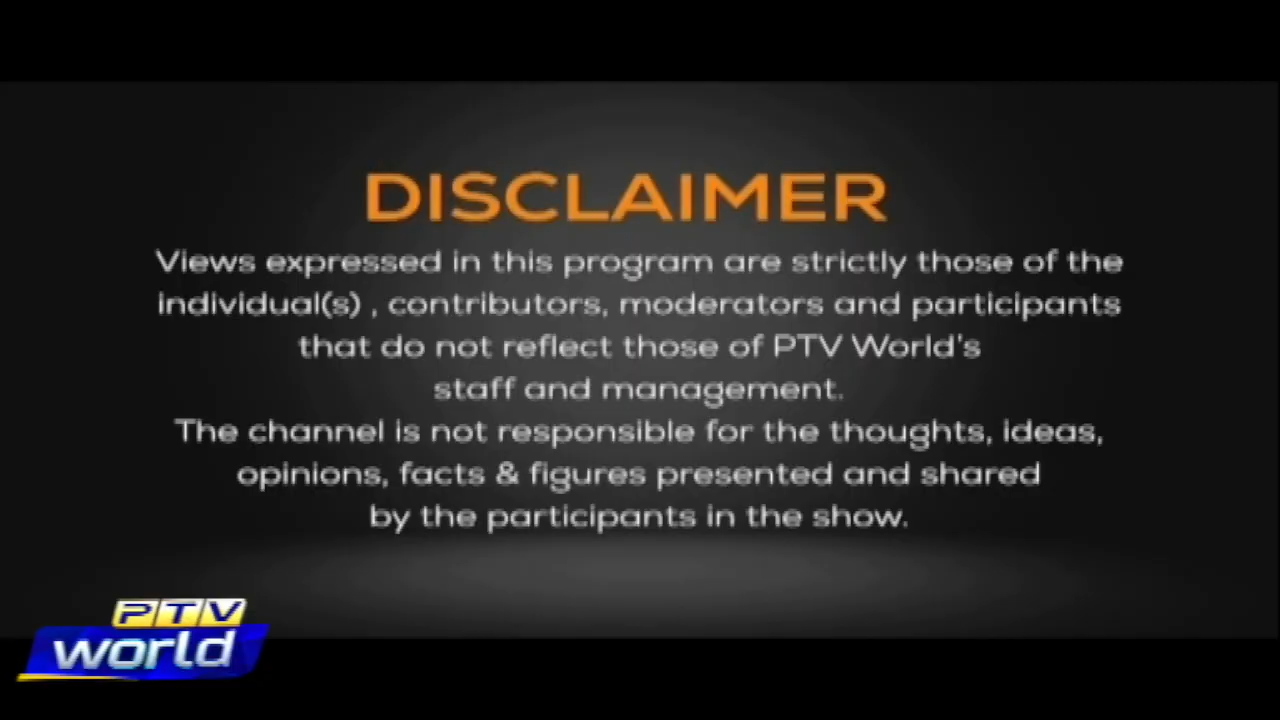 DISCLAIMER
Views expressed in this program are strictly those of the
individual(s) , contributors, moderators and participants
that do not reflect those of PTV World's
staff and management.
The channel is not responsible for the thoughts, ideas,
opinions, facts & figures presented and shared
by the participants in the show.
PTV
world